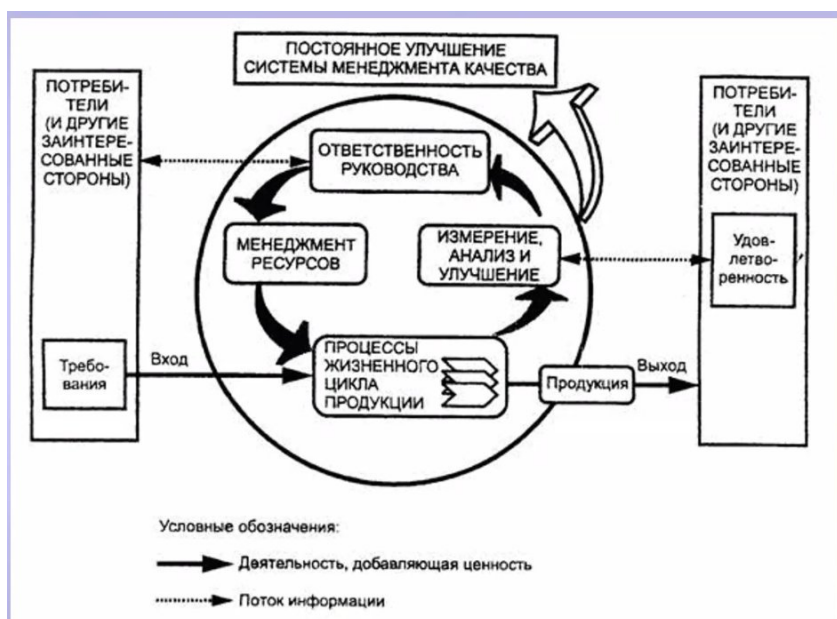 ПОСТОЯННОЕ УЛУЧШЕНИЕ
СИСТЕМЫ МЕНЕДЖМЕНТА КАЧЕСТВА
ПОТРЕБИ-
ТЕЛИ
(И ДРУГИЕ
ЗАИНТЕРЕ-
СОВАННЫЕ
СТОРОНЫ)
ОТВЕТСТВЕННОСТЬ
РУКОВОДСТВА
МЕНЕДЖМЕНТ
РЕСУРСОВ
ИЗМЕРЕНИЕ,
АНАЛИЗ И
УЛУЧШЕНИЕ
ПОТРЕБИ-
ТЕЛИ
(И ДРУГИЕ
ЗАИНТЕРЕ-
СОВАННЫЕ
СТОРОНЫ)
Удов-
летво-
ренность
Требо-
вания
Вход
ПРОЦЕССЫ
ЖИЗНЕННОГО
ЦИКЛА
ПРОДУКЦИИ
Продукция
Выход
Условные обозначения:
Деятельность, добавляющая ценность
Поток информации